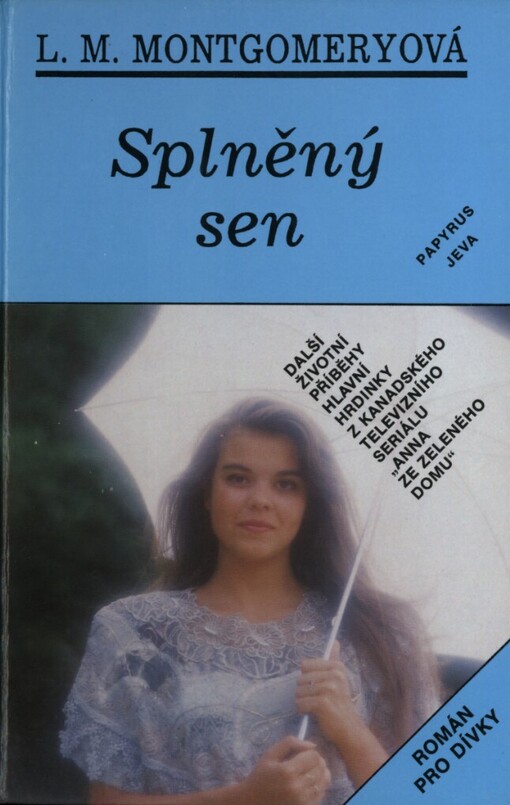 L. M. MONTGOMERYOVÁ
Splněný
sen
PAPYRUS
JEVA
DALŠÍ
ŽIVOTNÍ
PŘÍBĚHY
HLAVNÍ
HRDINKY
Z KANADSKÉHO
TELEVIZNÍHO
SERIÁLU
„ANNA
ZE ZELENÉHO
DOMU“
ROMÁN
PRO DÍVKY